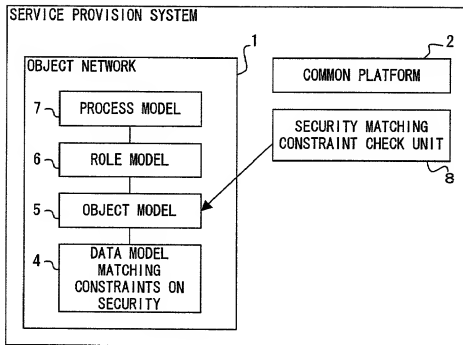 SERVICE PROVISION SYSTEM
1
2
OBJECT NETWORK
COMMON PLATFORM
7
PROCESS MODEL
6
ROLE MODEL
SECURITY MATCHING
CONSTRAINT CHECK UNIT
8
5
OBJECT MODEL
4
DATA MODEL
MATCHING
CONSTRAINTS ON
SECURITY